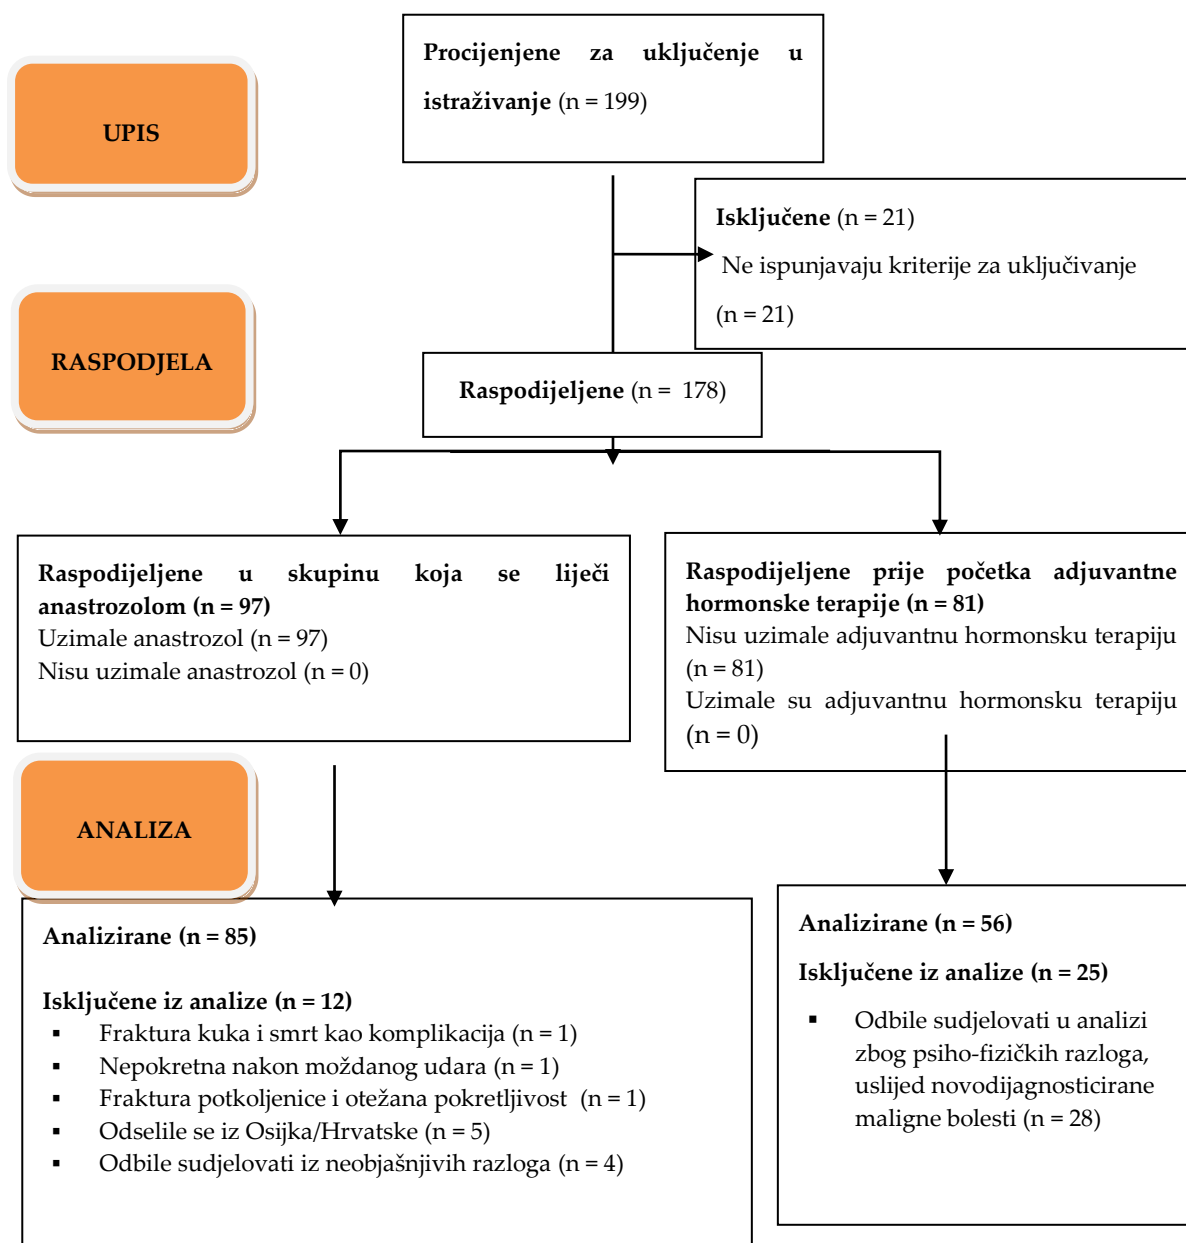 Procijenjene za uključenje u
istraživanje (n = 199)
UPIS
Isključene (n = 21)
Ne ispunjavaju kriterije za uključivanje
(n = 21)
RASPODJELA
Raspodijeljene (n = 178)
Raspodijeljene u skupinu koja se liječi
anastrozolom (n = 97)
Uzimale anastrozol (n = 97)
Nisu uzimale anastrozol (n = 0)
Raspodijeljene prije početka adjuvantne
hormonske terapije (n = 81)
Nisu uzimale adjuvantnu hormonsku terapiju
(n = 81)
Uzimale su adjuvantnu hormonsku terapiju
(n = 0)
ANALIZA
Analizirane (n = 85)
Isključene iz analize (n = 12)
▪ Fraktura kuka i smrt kao komplikacija (n = 1)
▪ Nepokretna nakon moždanog udara (n = 1)
▪ Fraktura potkoljenice i otežana pokretljivost (n = 1)
▪ Odselile se iz Osijka/Hrvatske (n = 5)
▪ Odbile sudjelovati iz neobjašnjivih razloga (n = 4)
Analizirane (n = 56)
Isključene iz analize (n = 25)
▪ Odbile sudjelovati u analizi
zbog psiho-fizičkih razloga,
uslijed novodijagnosticirane
maligne bolesti (n = 28)